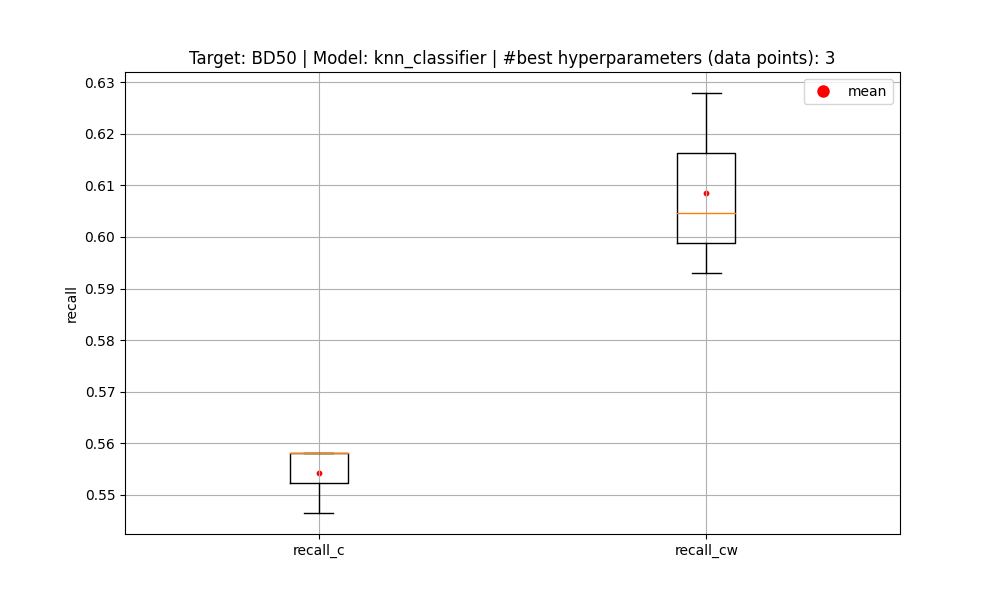 Target: BD50 | Model: knn_classifier | #best hyperparameters (data points): 3
mean
recall
0.63
0.62
0.61
0.60
0.59
0.58
0.57
0.56
0.55
recall_c
recall_cw